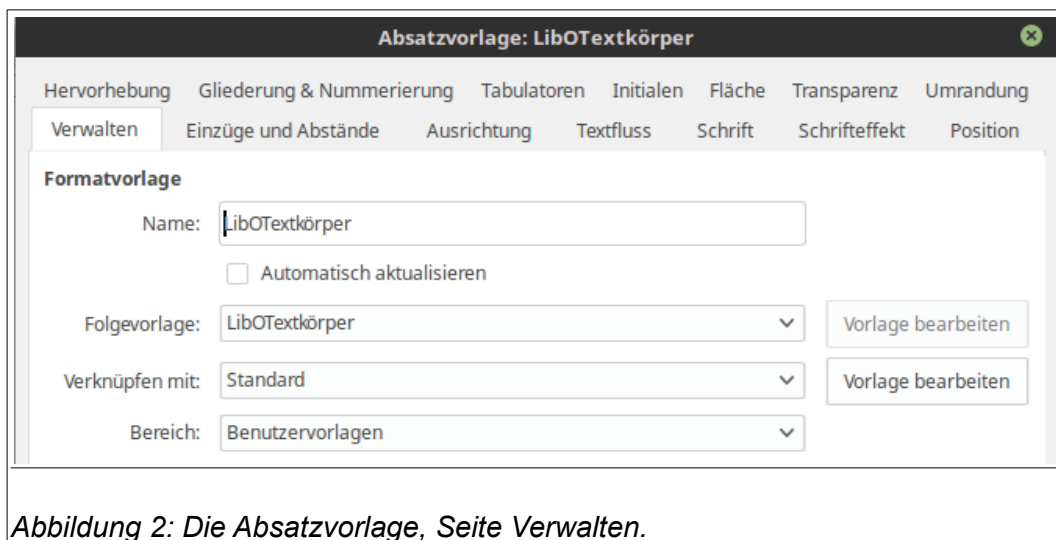 Absatzvorlage: LibOTextkörper
Hervorhebung Gliederung & Nummerierung Tabulatoren Initialen Fläche Transparenz Umrandung
Verwalten Einzüge und Abstände Ausrichtung Textfluss Schrift Schrifteffekt Position
Formatvorlage
Name: LibOTextkörper
Automatisch aktualisieren
Folgevorlage: LibOTextkörper Vorlage bearbeiten
Verknüpfen mit: Standard Vorlage bearbeiten
Bereich: Benutzervorlagen
Abbildung 2: Die Absatzvorlage, Seite Verwalten.